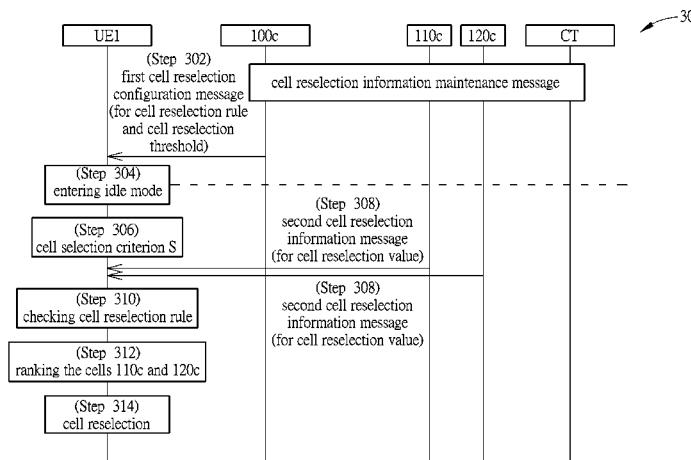 30
UE1
100c
110c
120c
CT
(Step 302)
first cell reselection
configuration message
(for cell reselection rule
and cell reselection
threshold)
cell reselection information maintenance message
(Step 304)
entering idle mode
(Step 306)
cell selection criterion S
(Step 308)
second cell reselection
information message
(for cell reselection value)
(Step 308)
second cell reselection
information message
(for cell reselection value)
(Step 310)
checking cell reselection rule
(Step 312)
ranking the cells 110c and 120c
(Step 314)
cell reselection